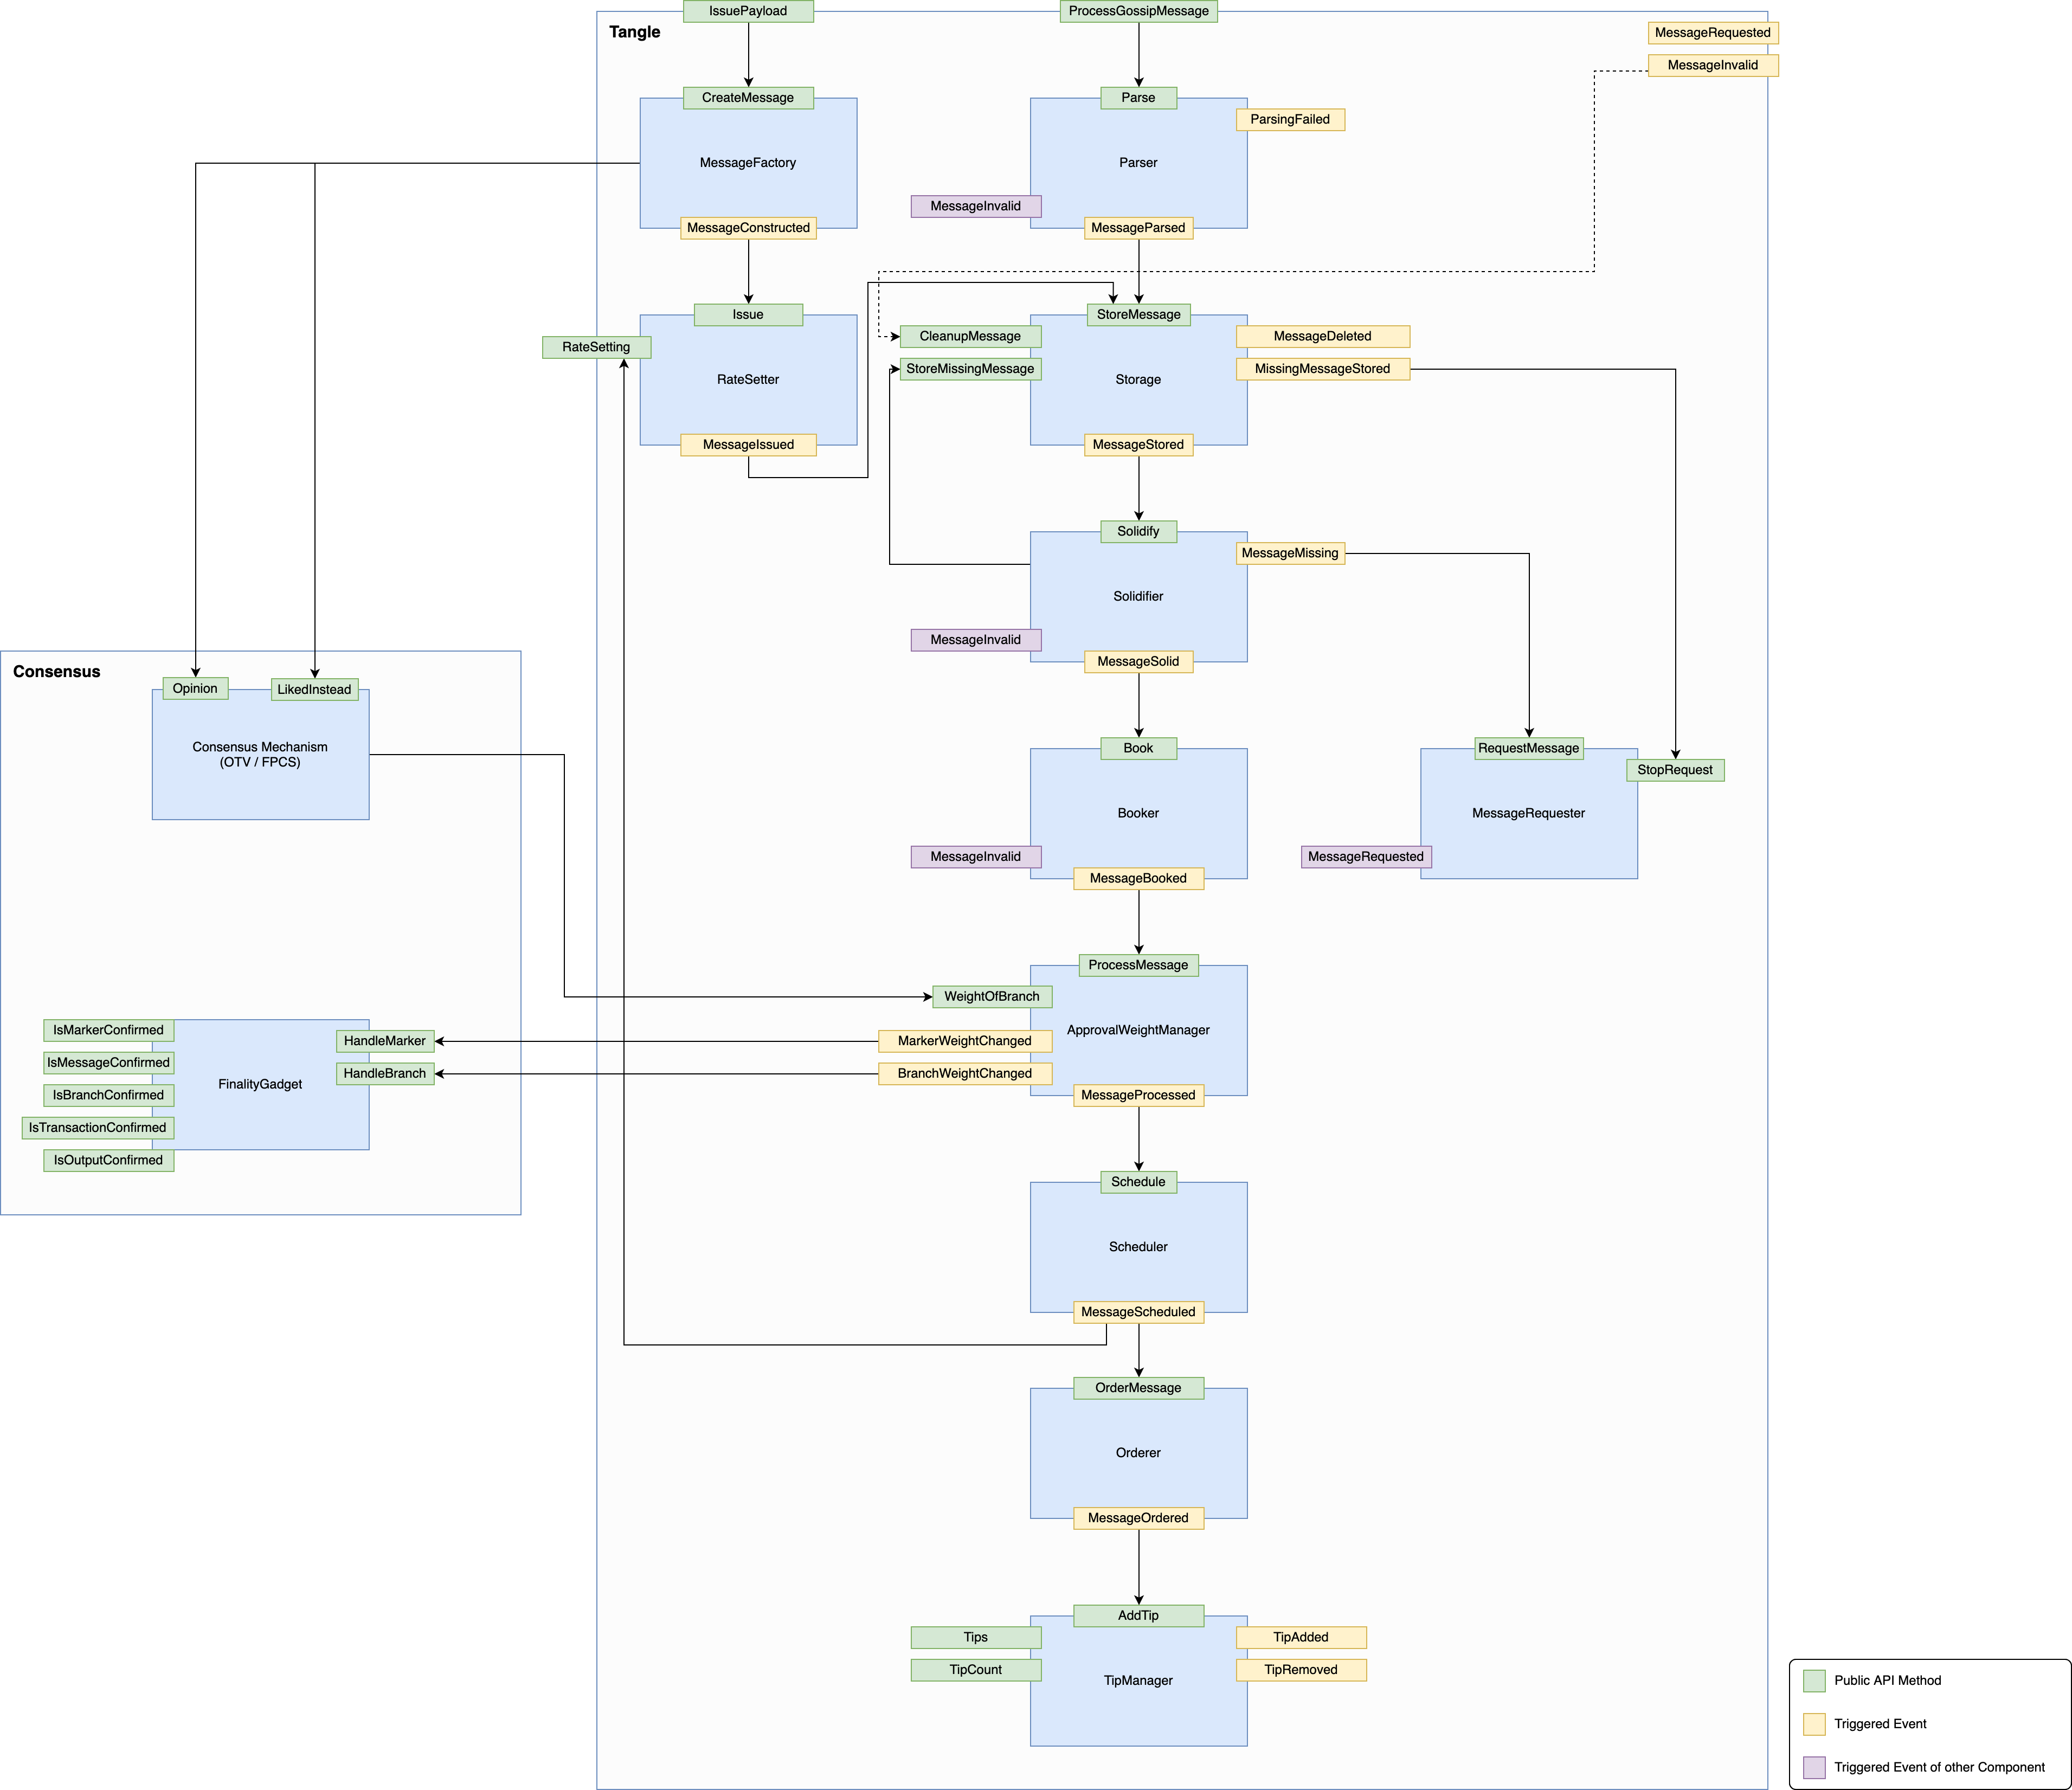 IssuePayload
ProcessGossipMessage
Tangle
MessageRequested
MessageInvalid
CreateMessage
MessageFactory
MessageConstructed
Parse
ParsingFailed
Parser
MessageInvalid
MessageParsed
Issue
RateSetting
RateSetter
MessageIssued
StoreMessage
CleanupMessage
MessageDeleted
StoreMissingMessage
MissingMessageStored
Storage
MessageStored
Solidify
MessageMissing
Solidifier
MessageInvalid
MessageSolid
Consensus
Opinion
LikedInstead
Consensus Mechanism
(OTV / FPCS)
Book
Booker
MessageInvalid
MessageBooked
RequestMessage
StopRequest
MessageRequester
MessageRequested
ProcessMessage
WeightOfBranch
ApprovalWeightManager
MarkerWeightChanged
BranchWeightChanged
MessageProcessed
IsMarkerConfirmed
HandleMarker
IsMessageConfirmed
HandleBranch
FinalityGadget
IsBranchConfirmed
IsTransactionConfirmed
IsOutputConfirmed
Schedule
Scheduler
MessageScheduled
OrderMessage
Orderer
MessageOrdered
AddTip
Tips
TipAdded
TipCount
TipRemoved
TipManager
Public API Method
Triggered Event
Triggered Event of other Component